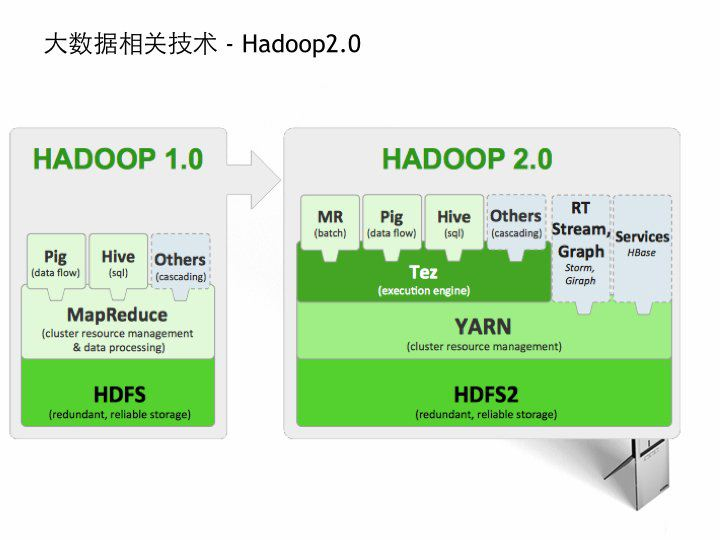 大数据相关技术 - Hadoop2.0
HADOOP 1.0
Pig
(data flow)
Hive
(sql)
Others
(cascading)
MapReduce
(cluster resource management
& data processing)
HDFS
(redundant, reliable storage)
HADOOP 2.0
MR
(batch)
Pig
(data flow)
Hive
(sql)
Others
(cascading)
RT
Stream,
Graph
Storm,
Giraph
Services
HBase
Tez
(execution engine)
YARN
(cluster resource management)
HDFS2
(redundant, reliable storage)